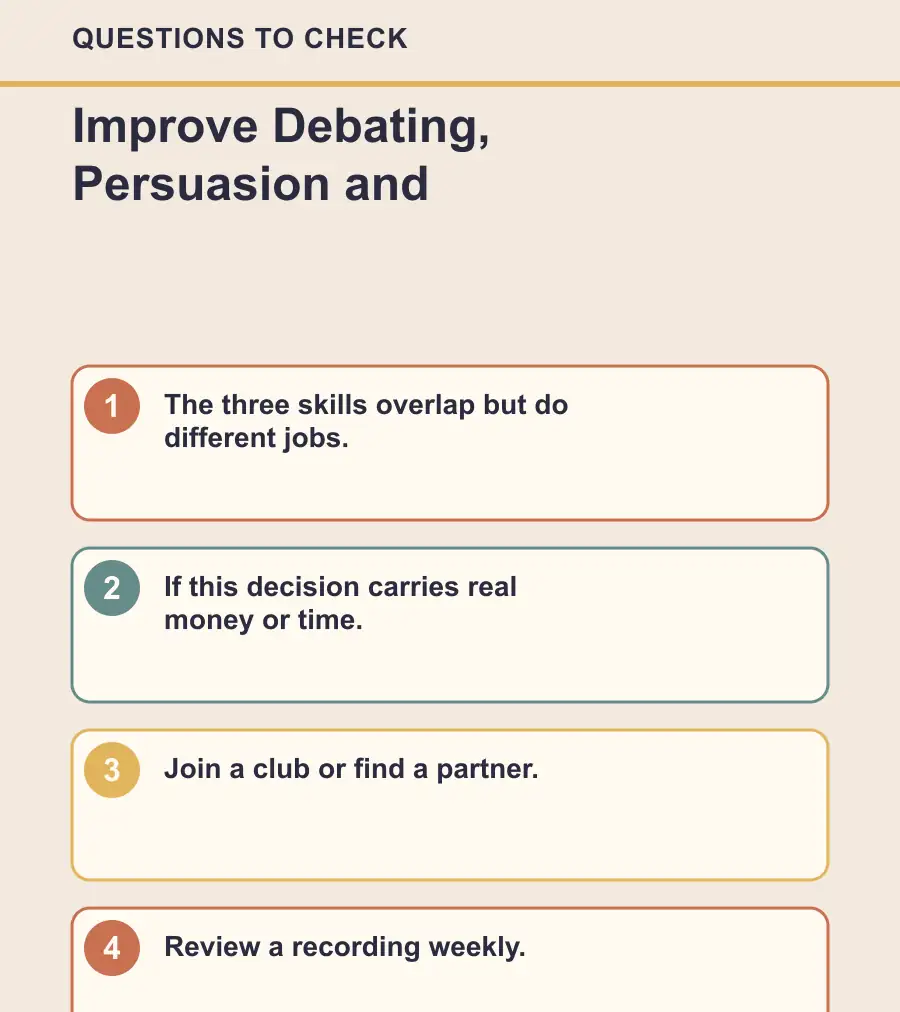 QUESTIONS TO CHECK
Improve Debating,
Persuasion and
1
The three skills overlap but do
different jobs.
2
If this decision carries real
money or time.
3
Join a club or find a partner.
4
Review a recording weekly.